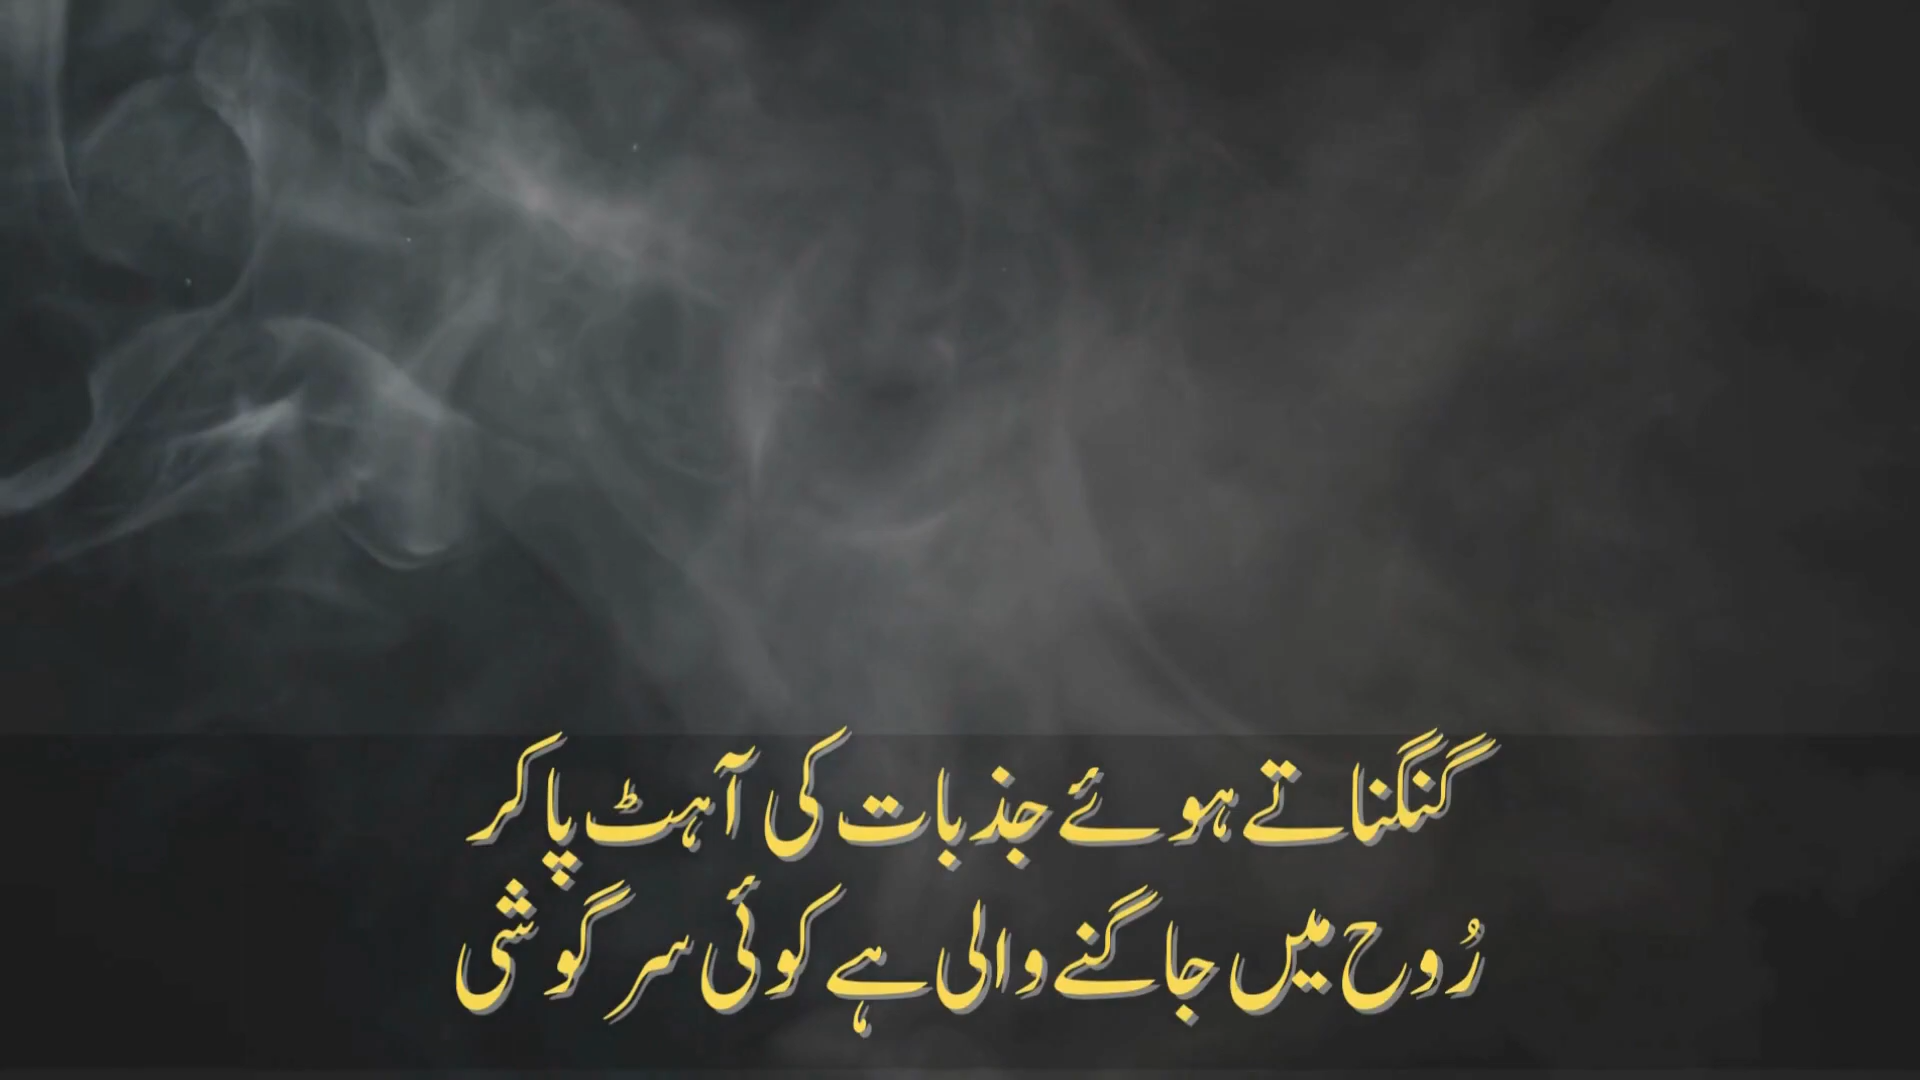 گنگناتے ہوئے جذبات کی آہٹ پا کر
رُوح میں جاگنے والی ہے کوئی سرگوشی